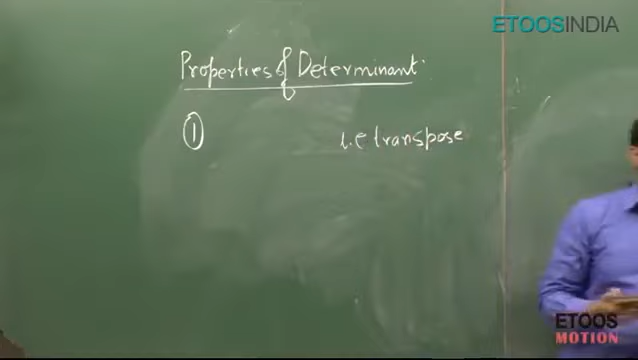 ETOOSINDIA
Properties of Determinant:
① i.e transpose
ETOOS
MOTION